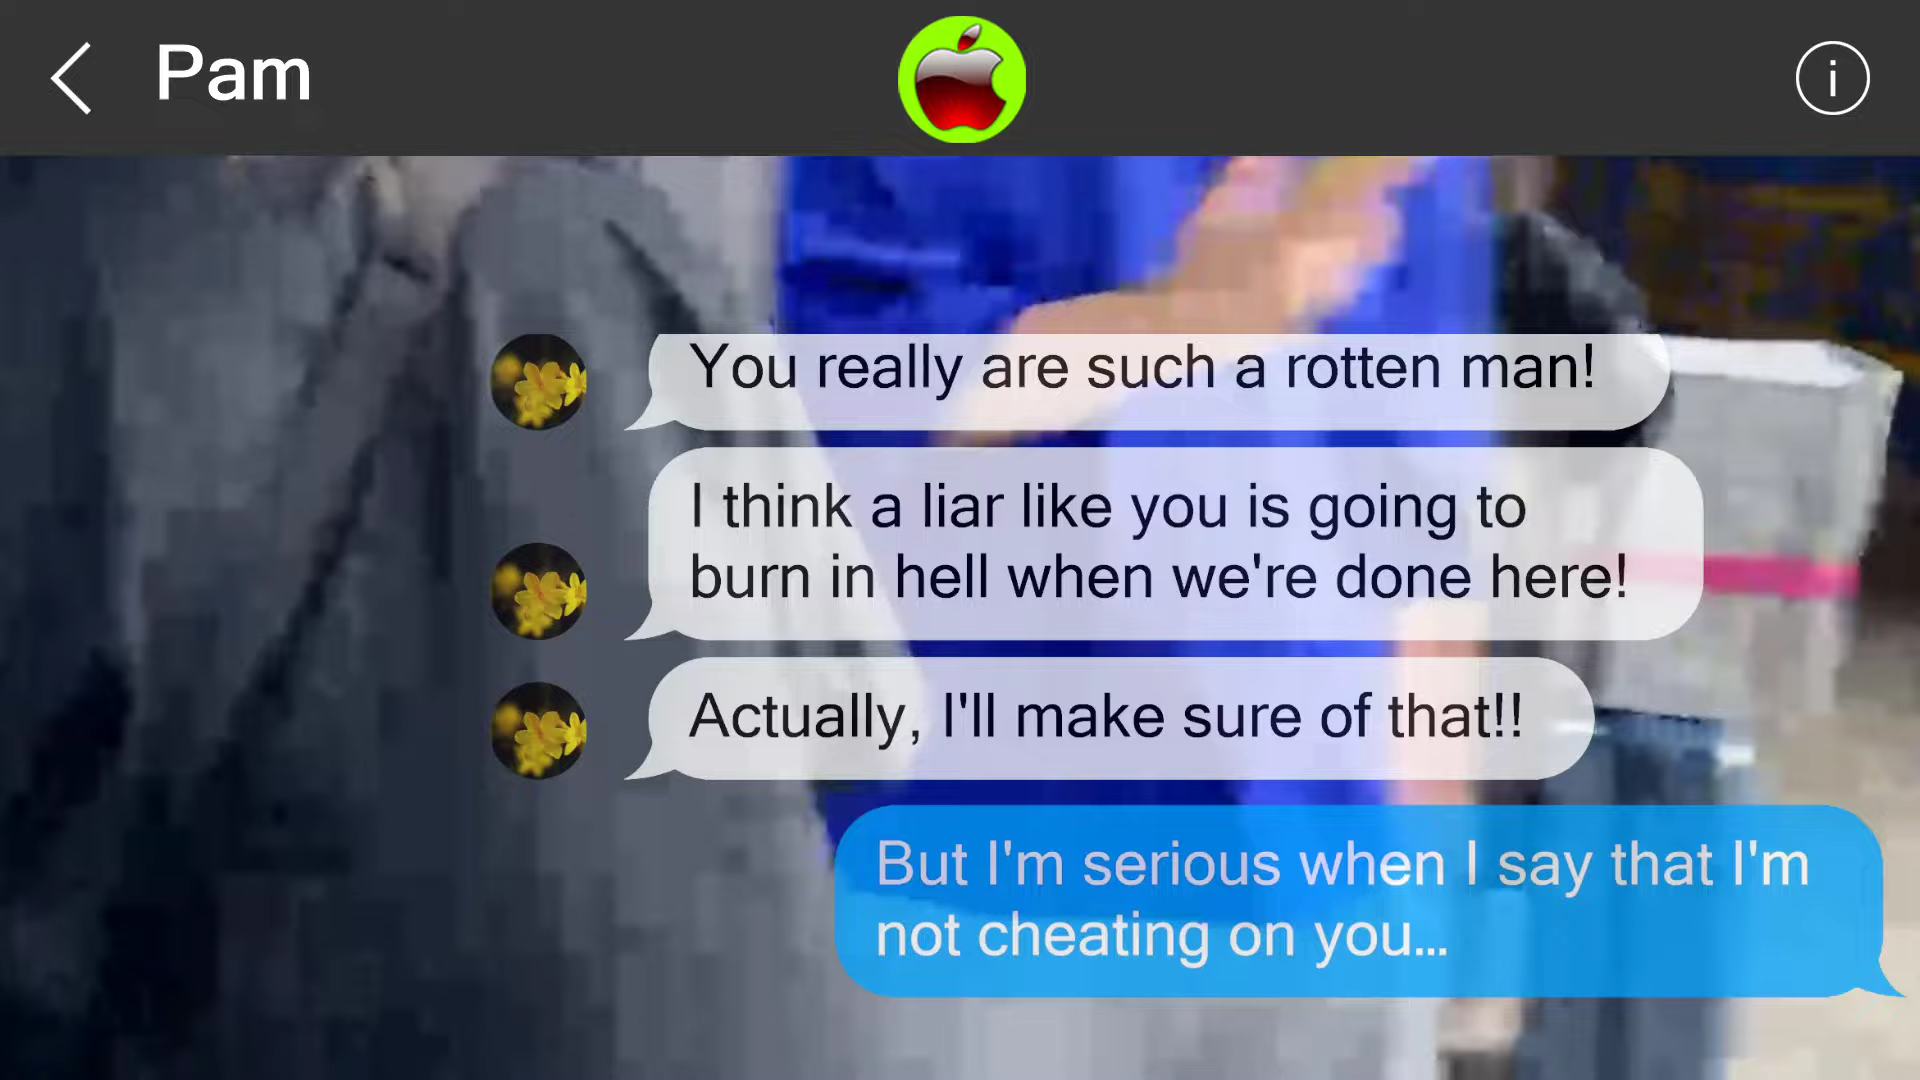 Pam
You really are such a rotten man!
I think a liar like you is going to
burn in hell when we're done here!
Actually, I'll make sure of that!!
But I'm serious when I say that I'm
not cheating on you...